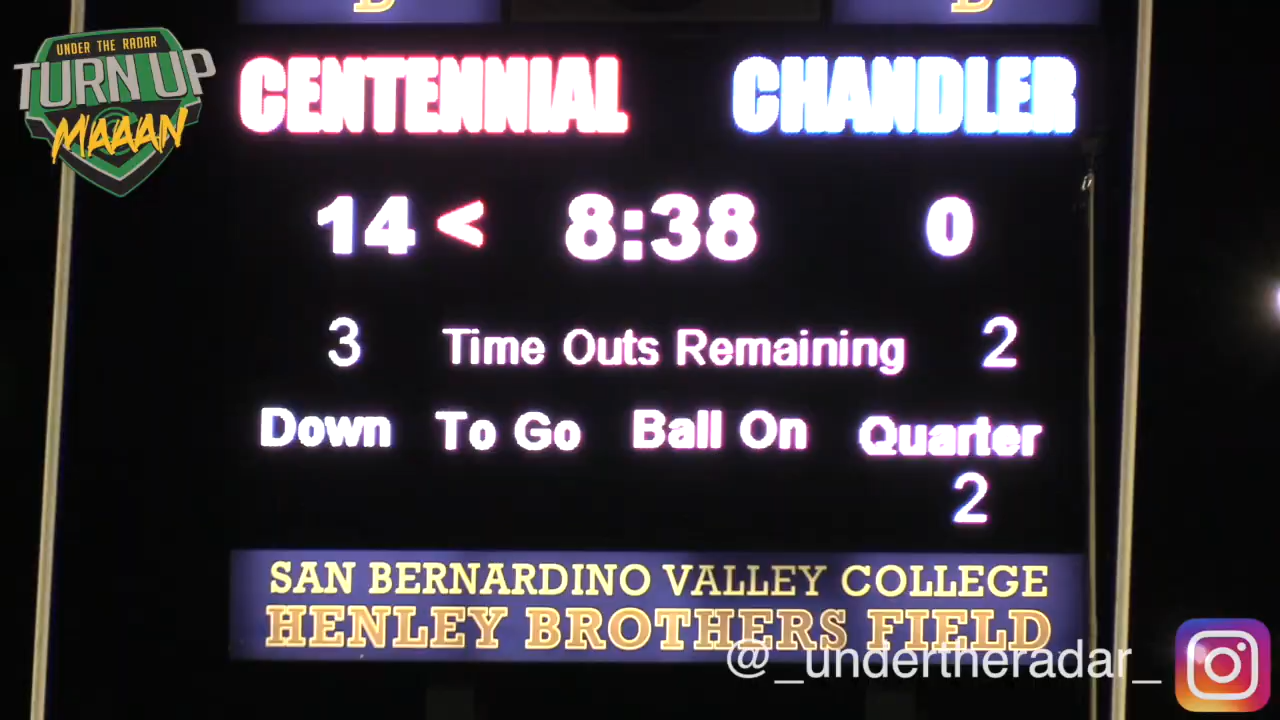 UNDER THE RADAR
TURN UP
MAAAN
CENTENNIAL CHANDLER
14 < 8:38 0
3 Time Outs Remaining 2
Down To Go Ball On Quarter
2
SAN BERNARDINO VALLEY COLLEGE
HENLEY BROTHERS FIELD
@_undertheradar_